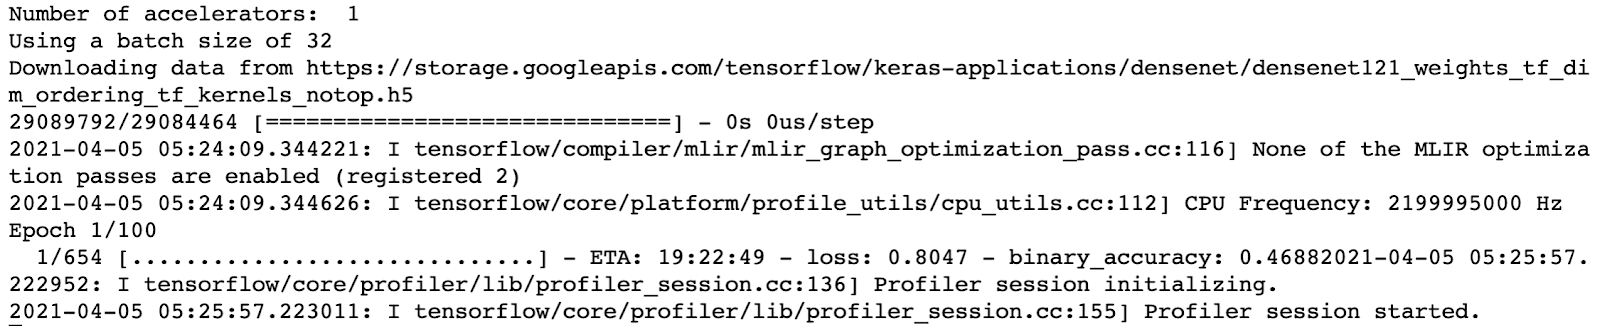 Number of accelerators:  1
Using a batch size of 32
Downloading data from https://storage.googleapis.com/tensorflow/keras-applications/densenet/densenet121_weights_tf_di
m_ordering_tf_kernels_notop.h5
29089792/29084464 [==============================] - 0s 0us/step
2021-04-05 05:24:09.344221: I tensorflow/compiler/mlir/mlir_graph_optimization_pass.cc:116] None of the MLIR optimiza
tion passes are enabled (registered 2)
2021-04-05 05:24:09.344626: I tensorflow/core/platform/profile_utils/cpu_utils.cc:112] CPU Frequency: 2199995000 Hz
Epoch 1/100
  1/654 [..............................] - ETA: 19:22:49 - loss: 0.8047 - binary_accuracy: 0.46882021-04-05 05:25:57.
222952: I tensorflow/core/profiler/lib/profiler_session.cc:136] Profiler session initializing.
2021-04-05 05:25:57.223011: I tensorflow/core/profiler/lib/profiler_session.cc:155] Profiler session started.